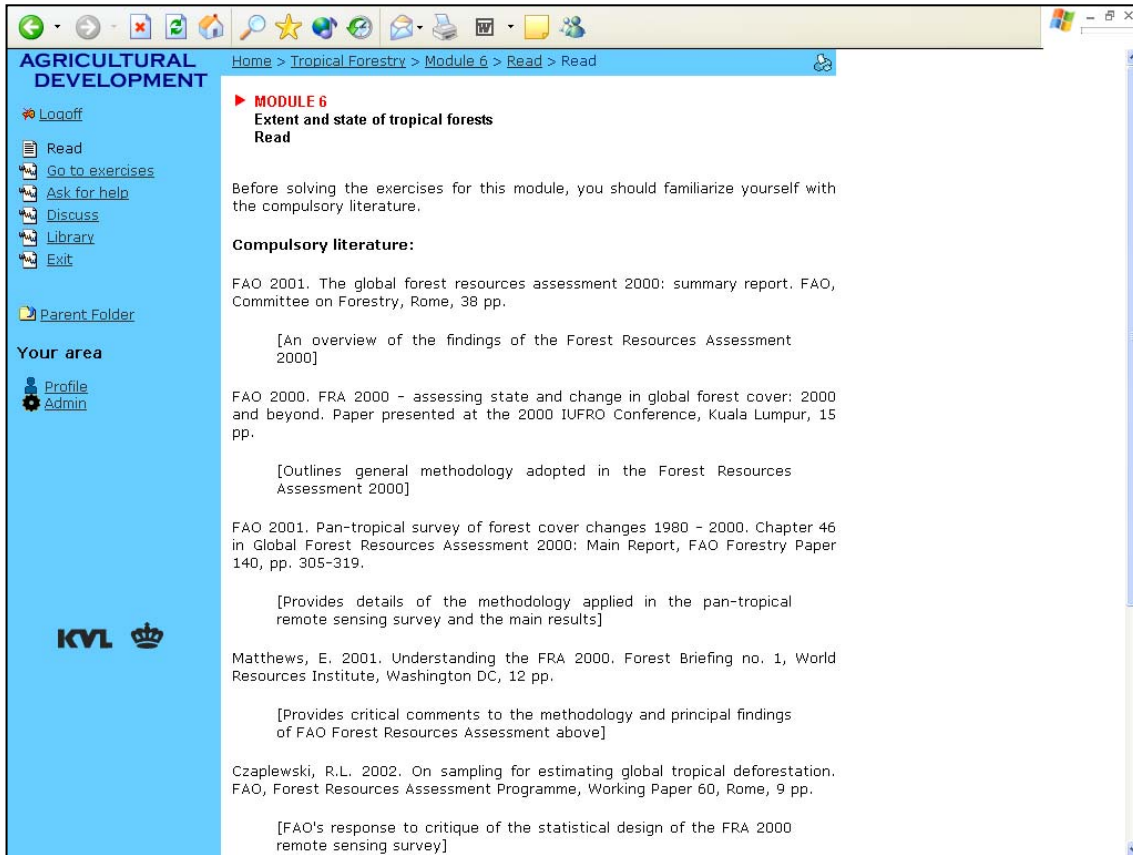 AGRICULTURAL
DEVELOPMENT
Logoff
Read
Go to exercises
Ask for help
Discuss
Library
Exit
Parent Folder
Your area
Profile
Admin
KVL
Home > Tropical Forestry > Module 6 > Read > Read
MODULE 6
Extent and state of tropical forests
Read
Before solving the exercises for this module, you should familiarize yourself with
the compulsory literature.
Compulsory literature:
FAO 2001. The global forest resources assessment 2000: summary report. FAO,
Committee on Forestry, Rome, 38 pp.
[An overview of the findings of the Forest Resources Assessment
2000]
FAO 2000. FRA 2000 - assessing state and change in global forest cover: 2000
and beyond. Paper presented at the 2000 IUFRO Conference, Kuala Lumpur, 15
pp.
[Outlines general methodology adopted in the Forest Resources
Assessment 2000]
FAO 2001. Pan-tropical survey of forest cover changes 1980 - 2000. Chapter 46
in Global Forest Resources Assessment 2000: Main Report, FAO Forestry Paper
140, pp. 305-319.
[Provides details of the methodology applied in the pan-tropical
remote sensing survey and the main results]
Matthews, E. 2001. Understanding the FRA 2000. Forest Briefing no. 1, World
Resources Institute, Washington DC, 12 pp.
[Provides critical comments to the methodology and principal findings
of FAO Forest Resources Assessment above]
Czaplewski, R.L. 2002. On sampling for estimating global tropical deforestation.
FAO, Forest Resources Assessment Programme, Working Paper 60, Rome, 9 pp.
[FAO's response to critique of the statistical design of the FRA 2000
remote sensing survey]